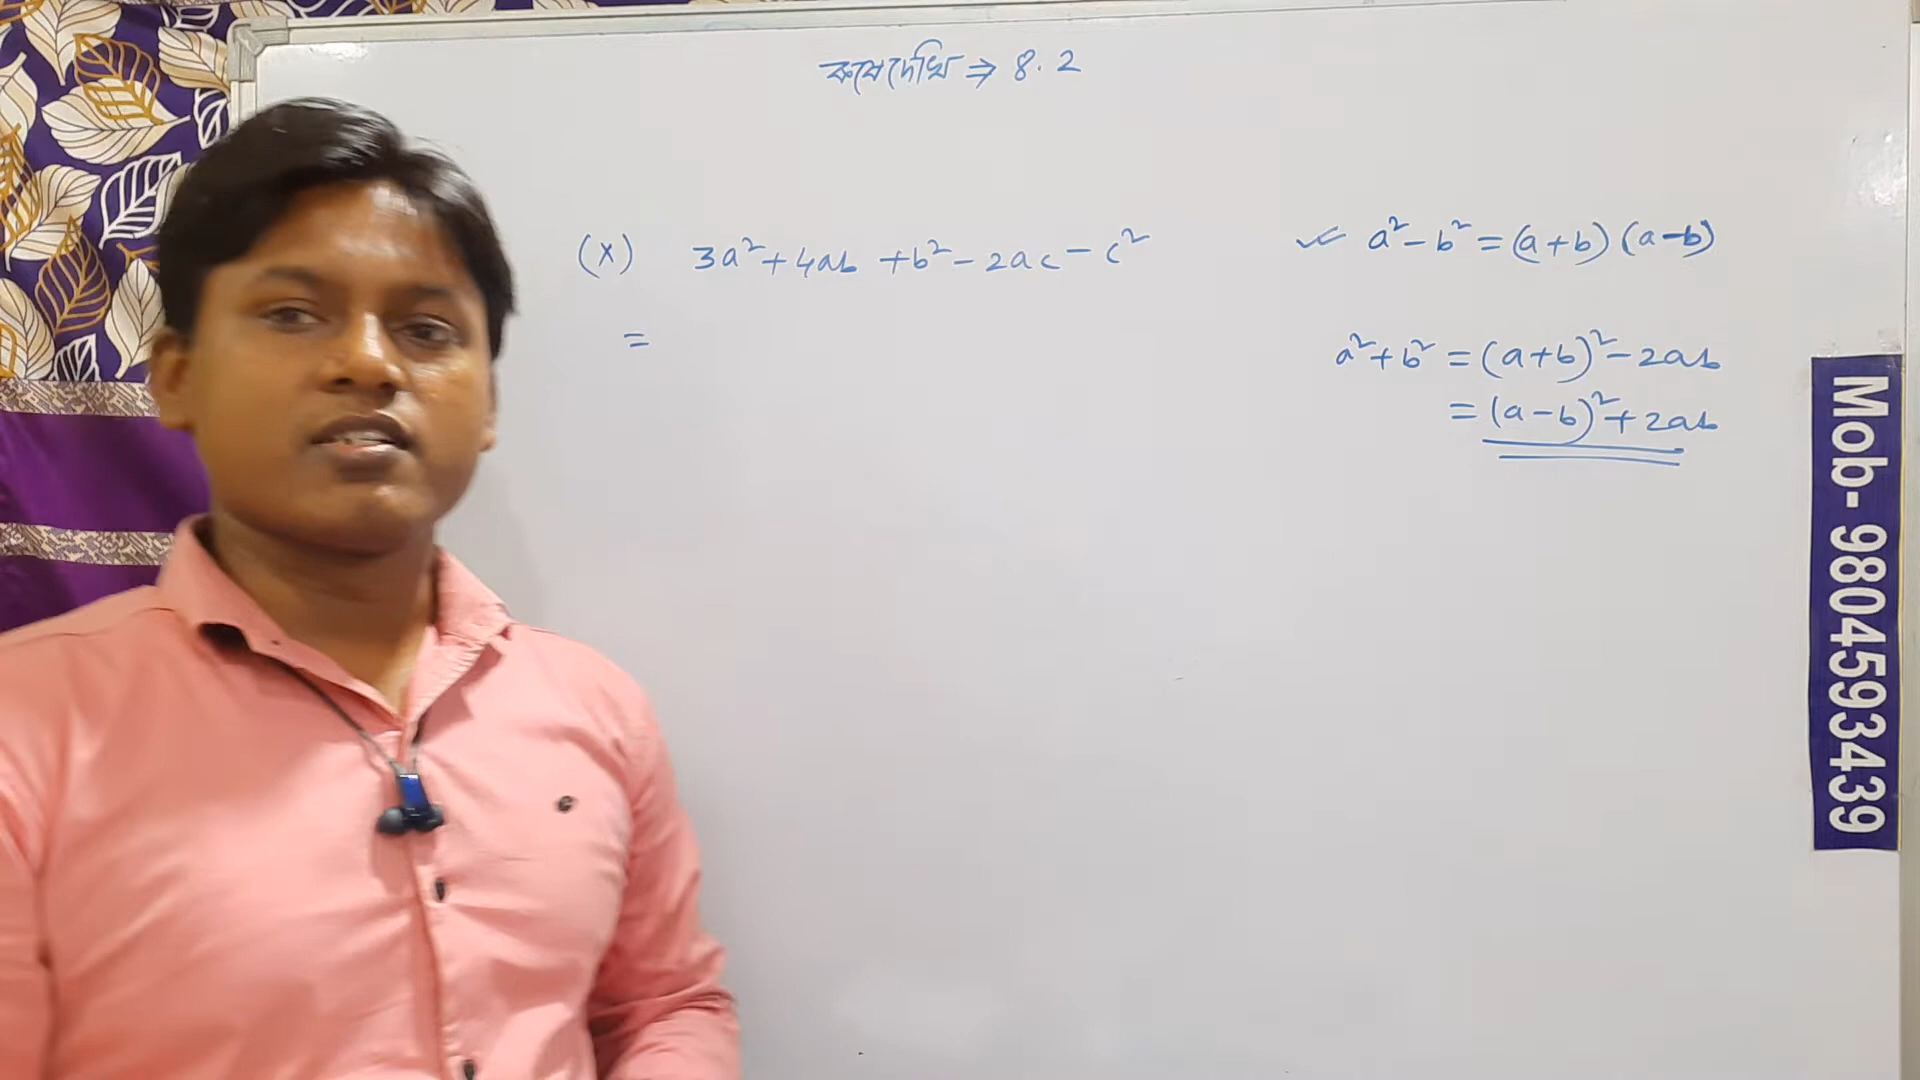 কষে দেখি ⇒ 8.2
(x) 3a²+4ab+b²-2ac-c²
=
✓ a²-b²=(a+b)(a-b)
a²+b²=(a+b)²-2ab
=(a-b)²+2ab
Mob- 9804593439